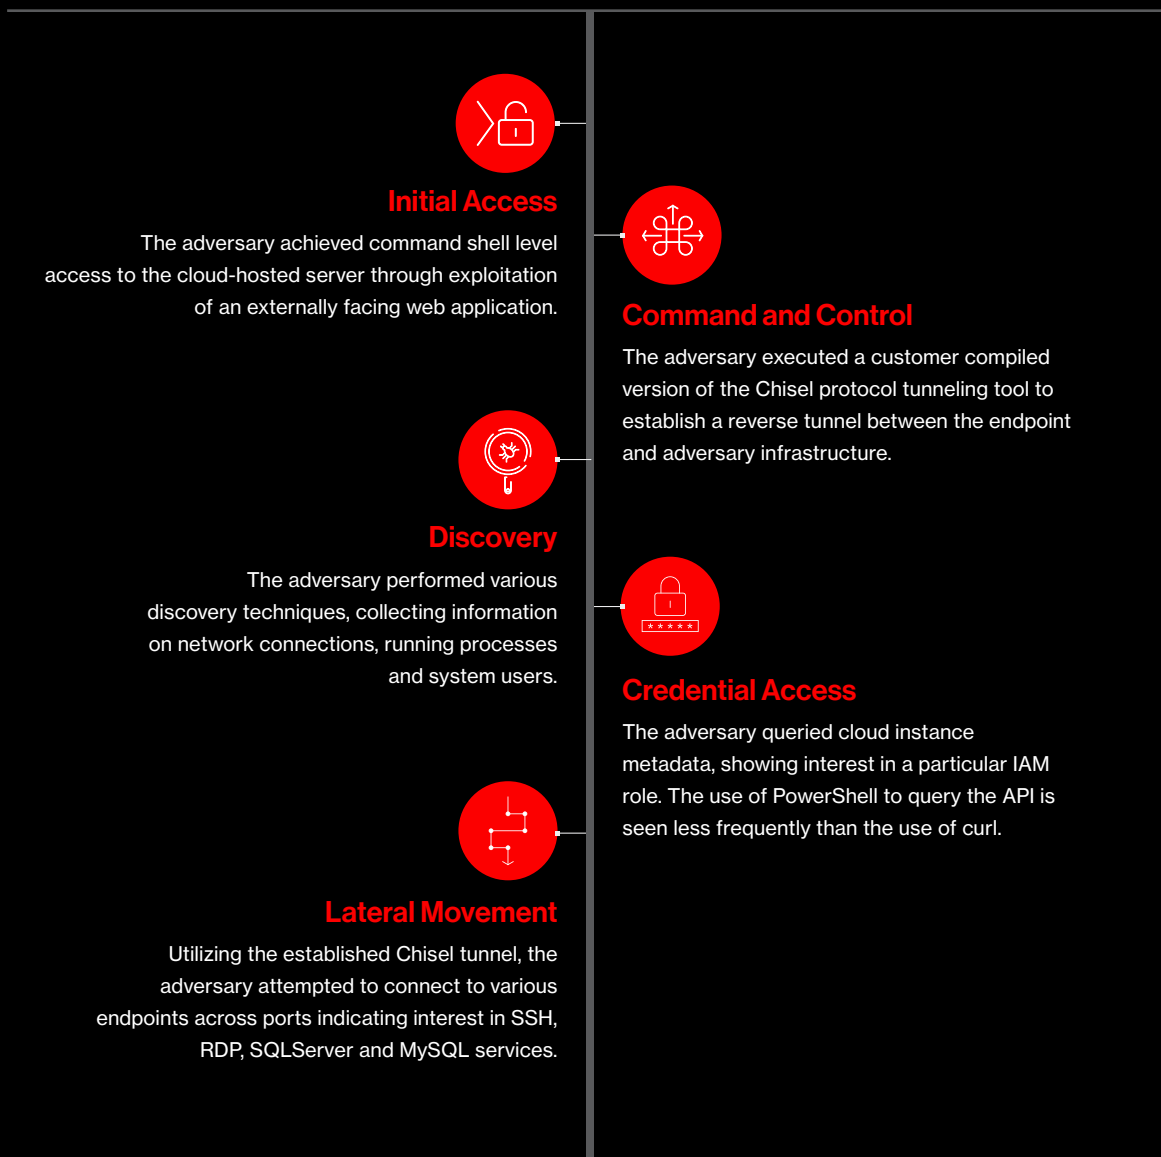 Initial Access
The adversary achieved command shell level
access to the cloud-hosted server through exploitation
of an externally facing web application.
Command and Control
The adversary executed a customer compiled
version of the Chisel protocol tunneling tool to
establish a reverse tunnel between the endpoint
and adversary infrastructure.
Discovery
The adversary performed various
discovery techniques, collecting information
on network connections, running processes
and system users.
Credential Access
The adversary queried cloud instance
metadata, showing interest in a particular IAM
role. The use of PowerShell to query the API is
seen less frequently than the use of curl.
Lateral Movement
Utilizing the established Chisel tunnel, the
adversary attempted to connect to various
endpoints across ports indicating interest in SSH,
RDP, SQLServer and MySQL services.